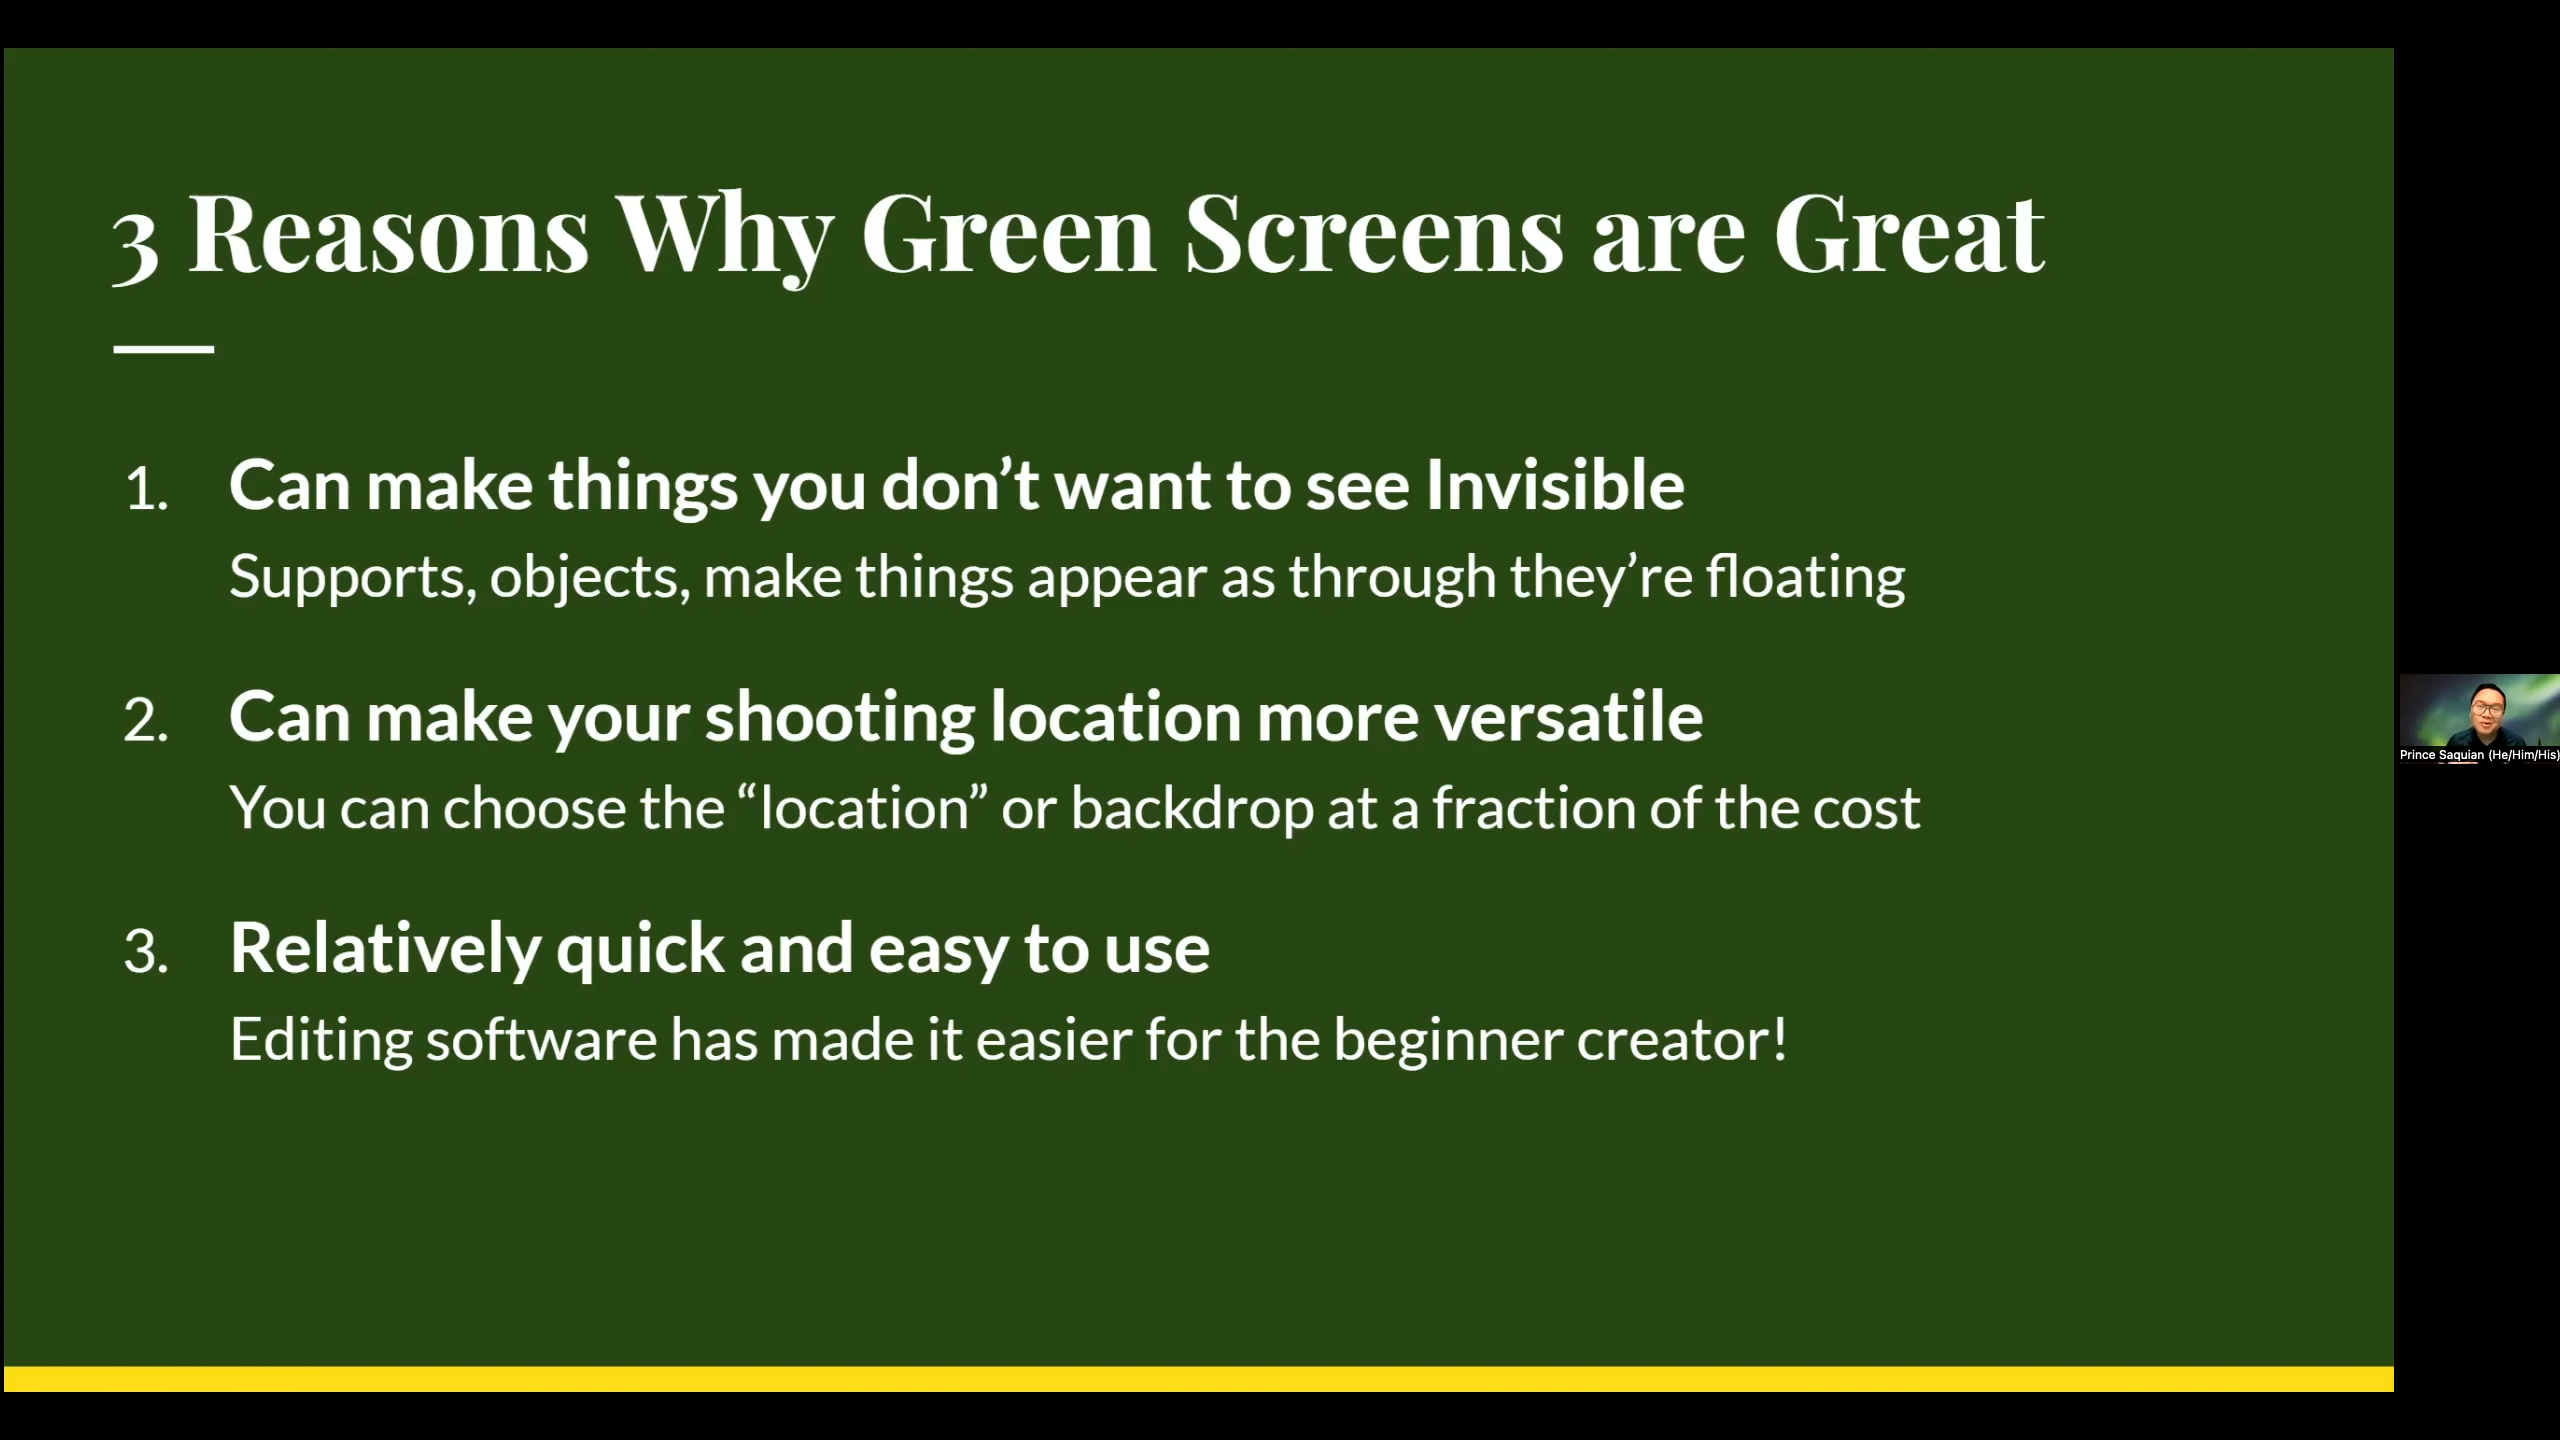 3 Reasons Why Green Screens are Great
1. Can make things you don’t want to see Invisible
Supports, objects, make things appear as through they’re floating
2. Can make your shooting location more versatile
You can choose the “location” or backdrop at a fraction of the cost
3. Relatively quick and easy to use
Editing software has made it easier for the beginner creator!
Prince Saquian (He/Him/His)